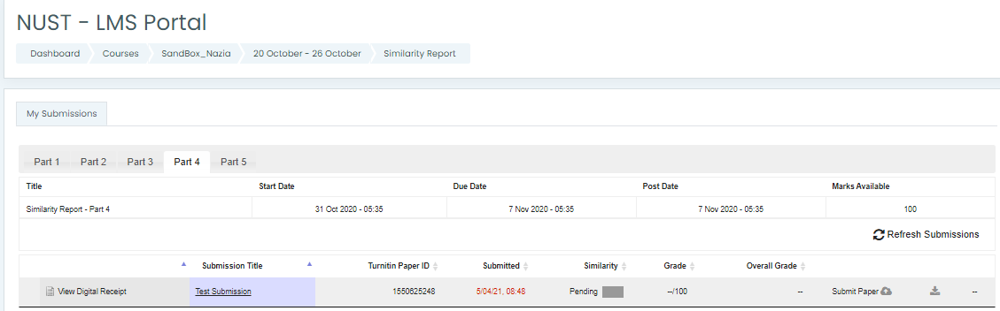 NUST - LMS Portal
Dashboard Courses SandBox_Nazia 20 October - 26 October Similarity Report
My Submissions
Part 1 Part 2 Part 3 Part 4 Part 5
Title Start Date Due Date Post Date Marks Available
Similarity Report - Part 4 31 Oct 2020 - 05:35 7 Nov 2020 - 05:35 7 Nov 2020 - 05:35 100
Refresh Submissions
Submission Title Turnitin Paper ID Submitted Similarity Grade Overall Grade
View Digital Receipt Test Submission 1550625248 5/04/21, 08:48 Pending --/100 -- Submit Paper --